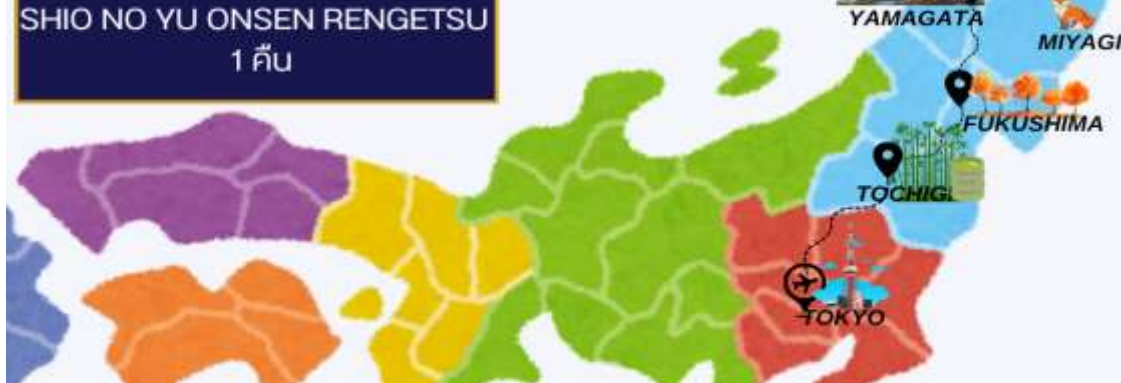 SHIO NO YU ONSEN RENGETSU
1 คืน
YAMAGATA
MIYAGI
FUKUSHIMA
TOCHIGI
TOKYO